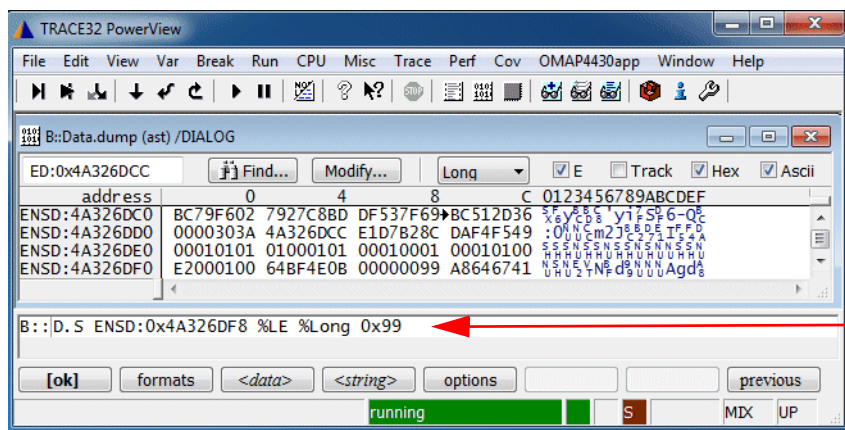 TRACE32 PowerView
File Edit View Var Break Run CPU Misc Trace Perf Cov OMAP4430app Window Help
B::Data.dump (ast) /DIALOG
ED:0x4A326DCC Find... Modify... Long E Track Hex Ascii
address 0 4 8 C 0123456789ABCDEF
ENSD:4A326DC0 BC79F602 7927C8BD DF537F69 BC512D36
ENSD:4A326DD0 0000303A 4A326DCC E1D7B28C DAF4F549
ENSD:4A326DE0 00010101 01000101 00010001 00010100
ENSD:4A326DF0 E2000100 64BF4E0B 00000099 A8646741
B::D.S ENSD:0x4A326DF8 %LE %Long 0x99
[ok] formats <data> <string> options previous
running S MIX UP